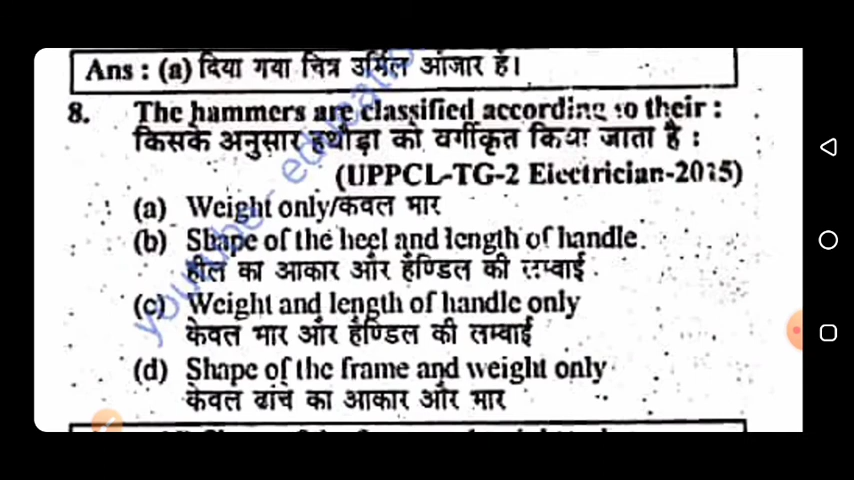 Ans : (a) दिया गया चित्र उर्मिल औजार है।
8. The hammers are classified according to their :
किसके अनुसार हथौड़ा को वर्गीकृत किया जाता है :
(UPPCL-TG-2 Electrician-2015)
(a) Weight only/केवल भार
(b) Shape of the heel and length of handle.
हील का आकार और हैण्डिल की लम्बाई
(c) Weight and length of handle only
केवल भार और हैण्डिल की लम्बाई
(d) Shape of the frame and weight only
केवल ढांचे का आकार और भार
youtube - education